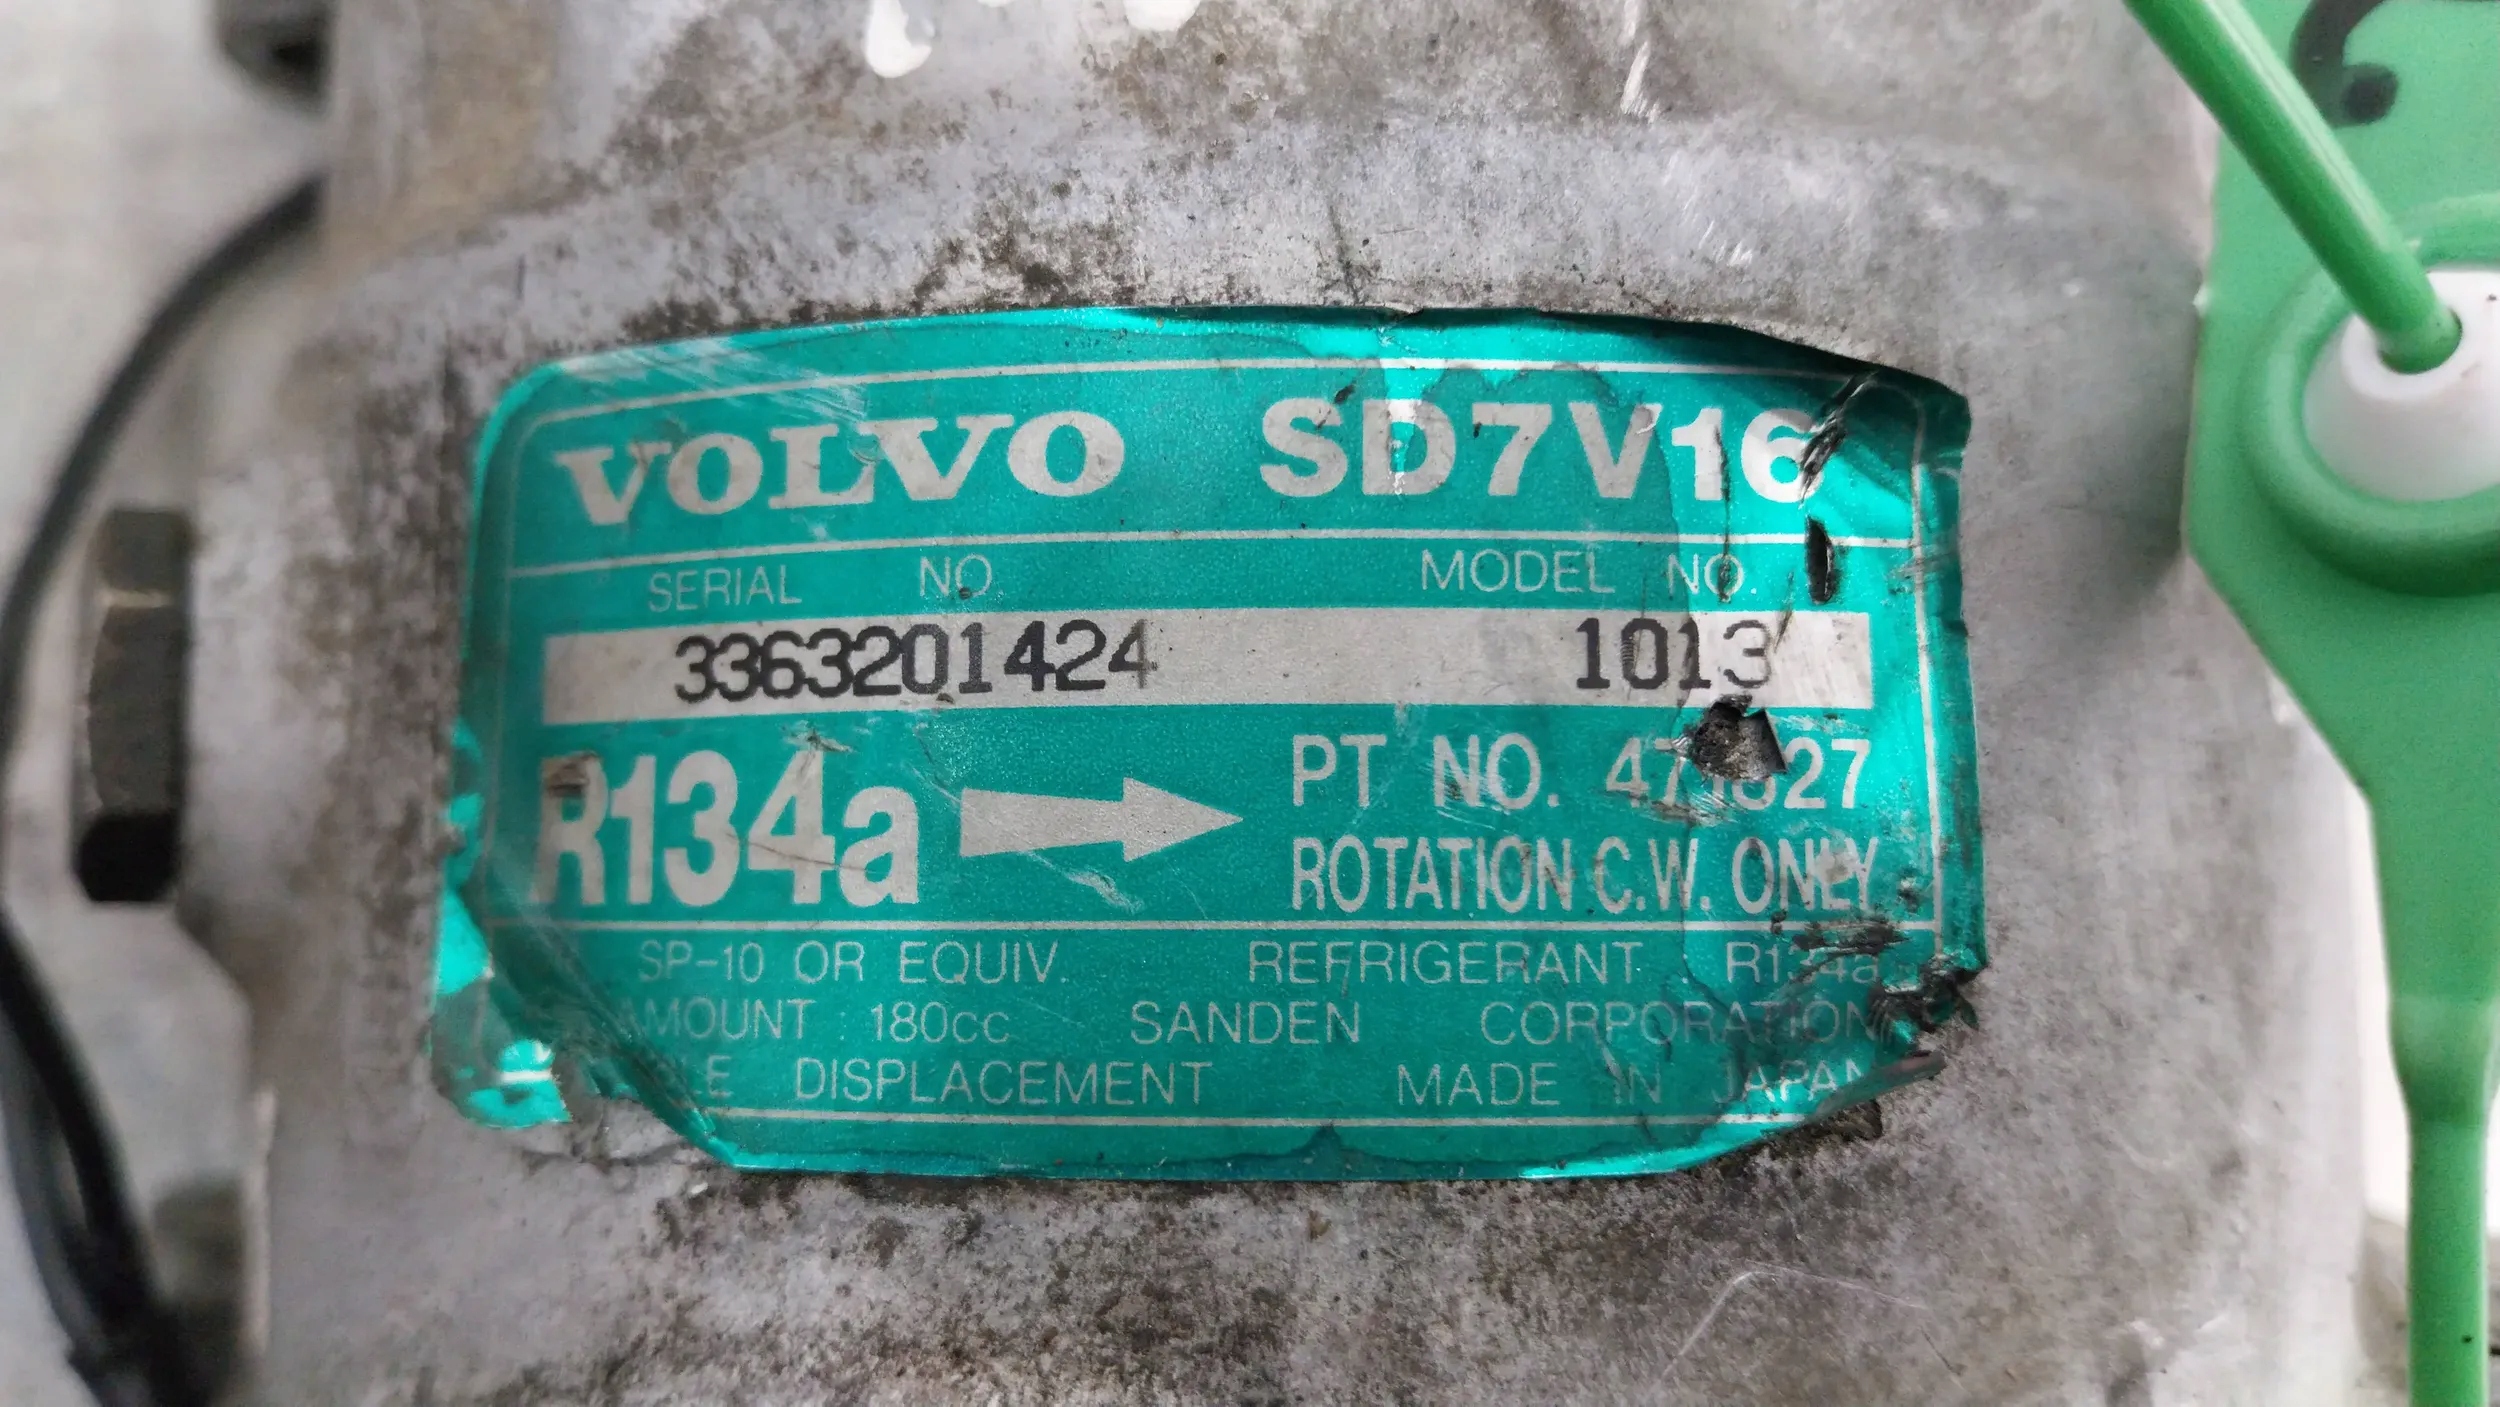 VOLVO SD7V16
SERIAL NO MODEL NO.
3363201424 1013
R134a PT NO.
ROTATION C.W. ONLY
SP-10 OR EQUIV. REFRIGERANT : R134a
AMOUNT : 180cc SANDEN CORPORATION
DISPLACEMENT MADE IN JAPAN